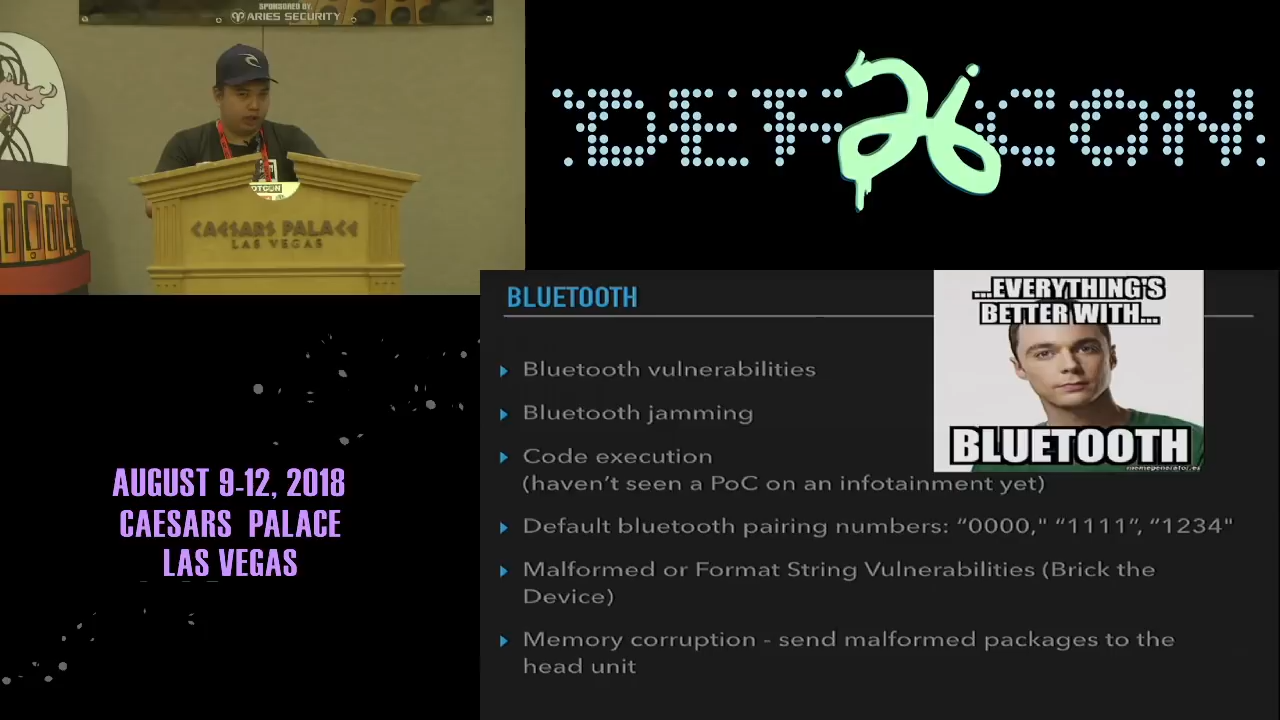 SPONSORED BY:
ARIES SECURITY
CAESARS PALACE
LAS VEGAS
DEF CON
26
AUGUST 9-12, 2018
CAESARS PALACE
LAS VEGAS
BLUETOOTH
...EVERYTHING'S
BETTER WITH...
BLUETOOTH
memegenerator.es
Bluetooth vulnerabilities
Bluetooth jamming
Code execution
(haven't seen a PoC on an infotainment yet)
Default bluetooth pairing numbers: “0000," “1111”, “1234"
Malformed or Format String Vulnerabilities (Brick the
Device)
Memory corruption - send malformed packages to the
head unit